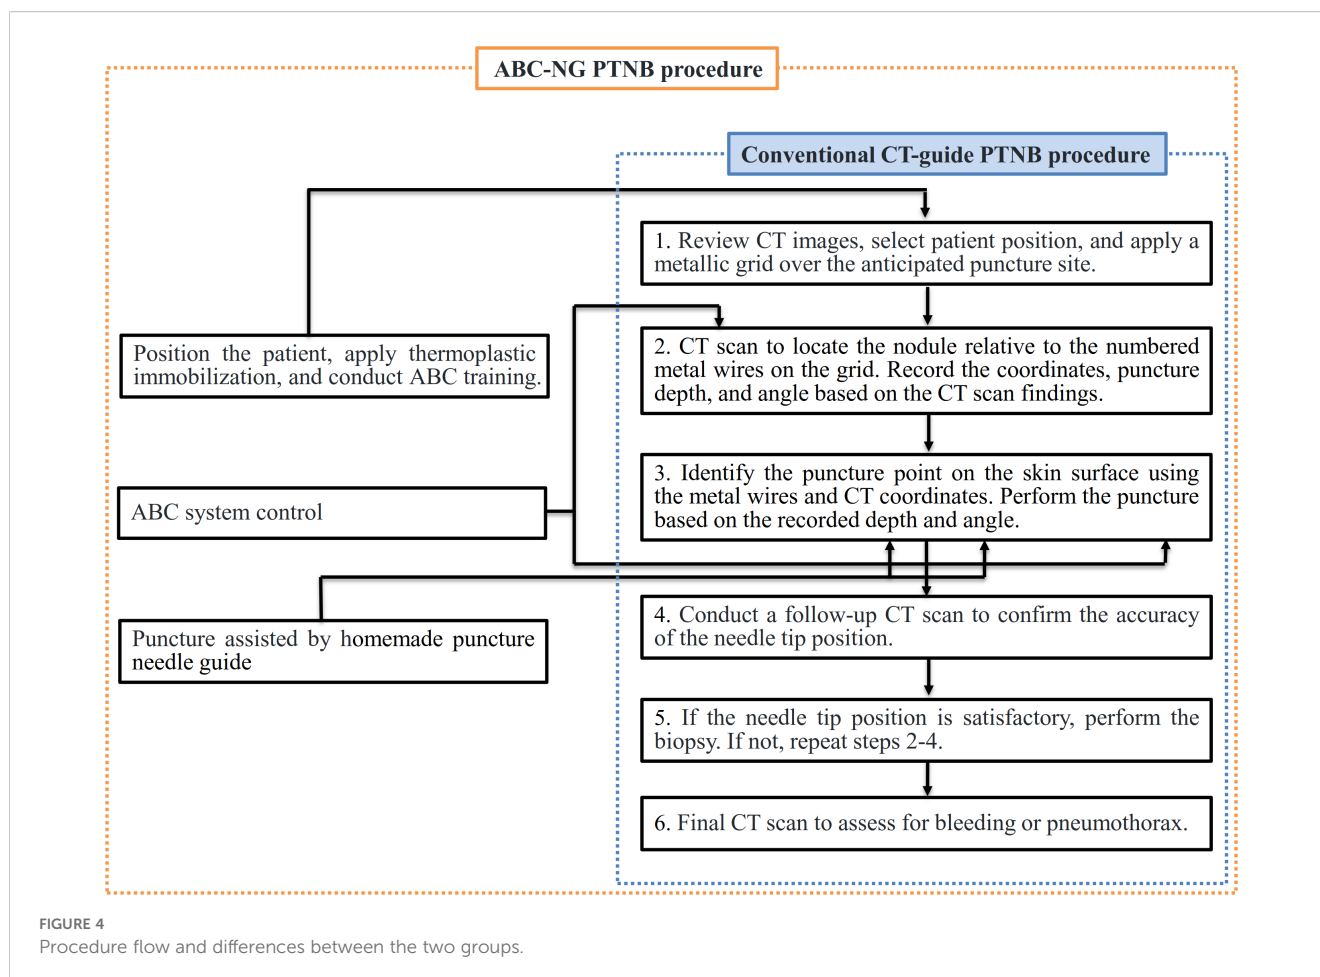 ABC-NG PTNB procedure
Conventional CT-guide PTNB procedure
1. Review CT images, select patient position, and apply a
metallic grid over the anticipated puncture site.
Position the patient, apply thermoplastic
immobilization, and conduct ABC training.
2. CT scan to locate the nodule relative to the numbered
metal wires on the grid. Record the coordinates, puncture
depth, and angle based on the CT scan findings.
ABC system control
3. Identify the puncture point on the skin surface using
the metal wires and CT coordinates. Perform the puncture
based on the recorded depth and angle.
Puncture assisted by homemade puncture
needle guide
4. Conduct a follow-up CT scan to confirm the accuracy
of the needle tip position.
5. If the needle tip position is satisfactory, perform the
biopsy. If not, repeat steps 2-4.
6. Final CT scan to assess for bleeding or pneumothorax.
FIGURE 4
Procedure flow and differences between the two groups.